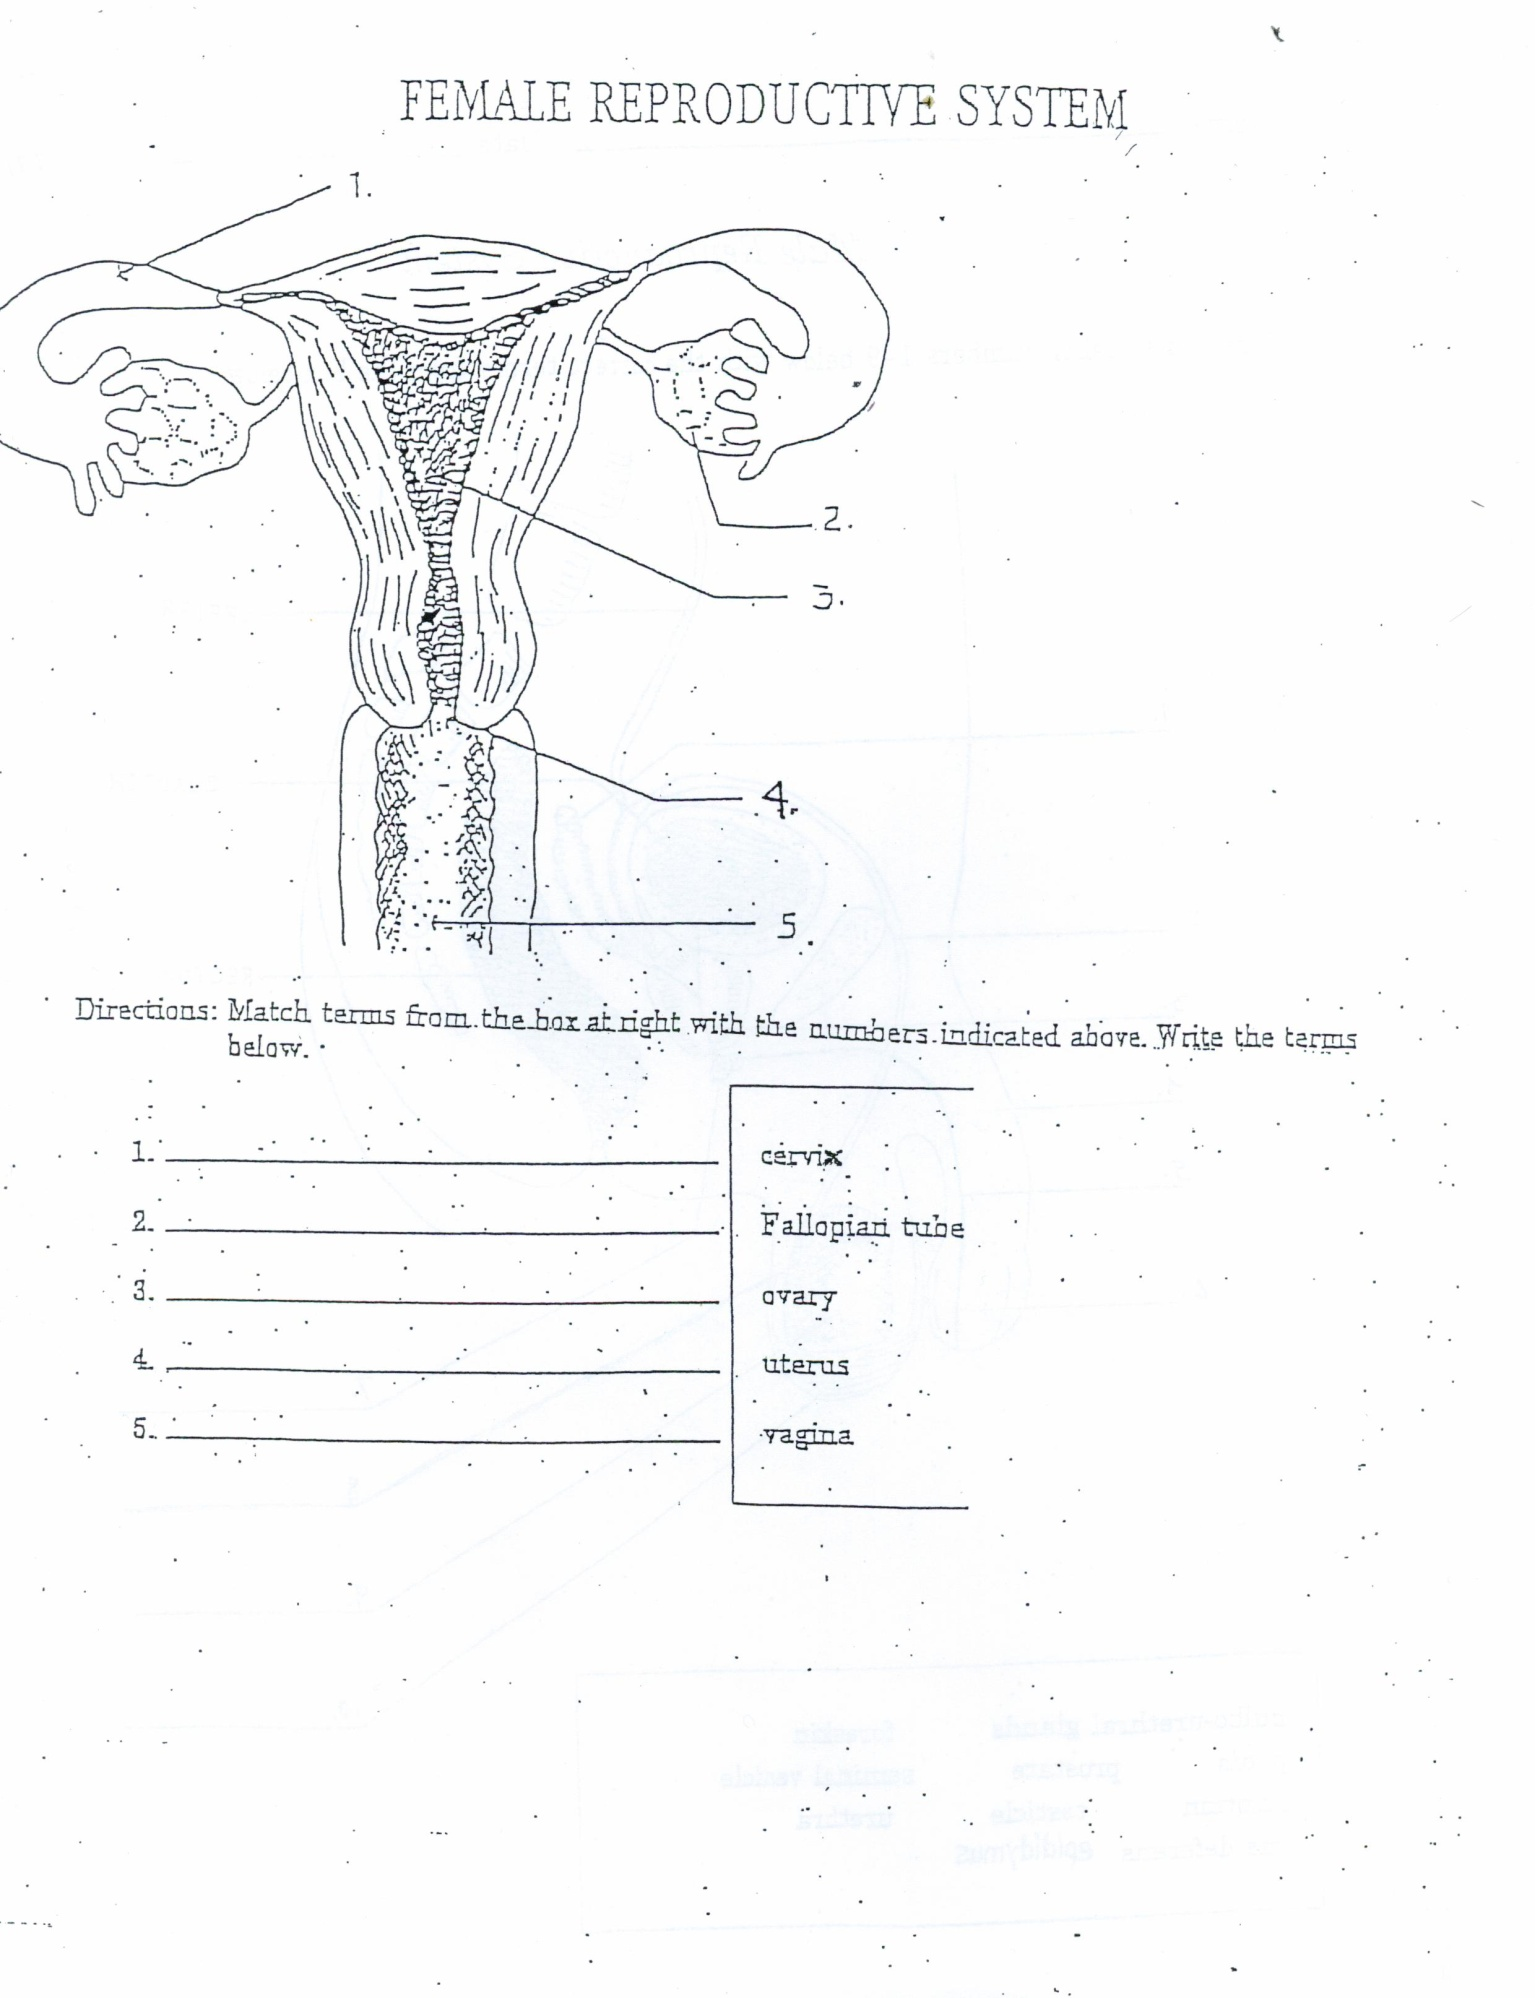 FEMALE REPRODUCTIVE SYSTEM
1.
2.
3.
4.
5.
Directions: Match terms from the box at right with the numbers indicated above. Write the terms
below.
1.
2.
3.
4.
5.
cervix
Fallopian tube
ovary
uterus
vagina